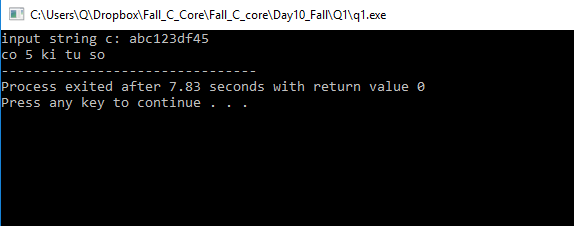 C:\Users\Q\Dropbox\Fall_C_Core\Fall_C_core\Day10_Fall\Q1\q1.exe
input string c: abc123df45
co 5 ki tu so
--------------------------------
Process exited after 7.83 seconds with return value 0
Press any key to continue . . .